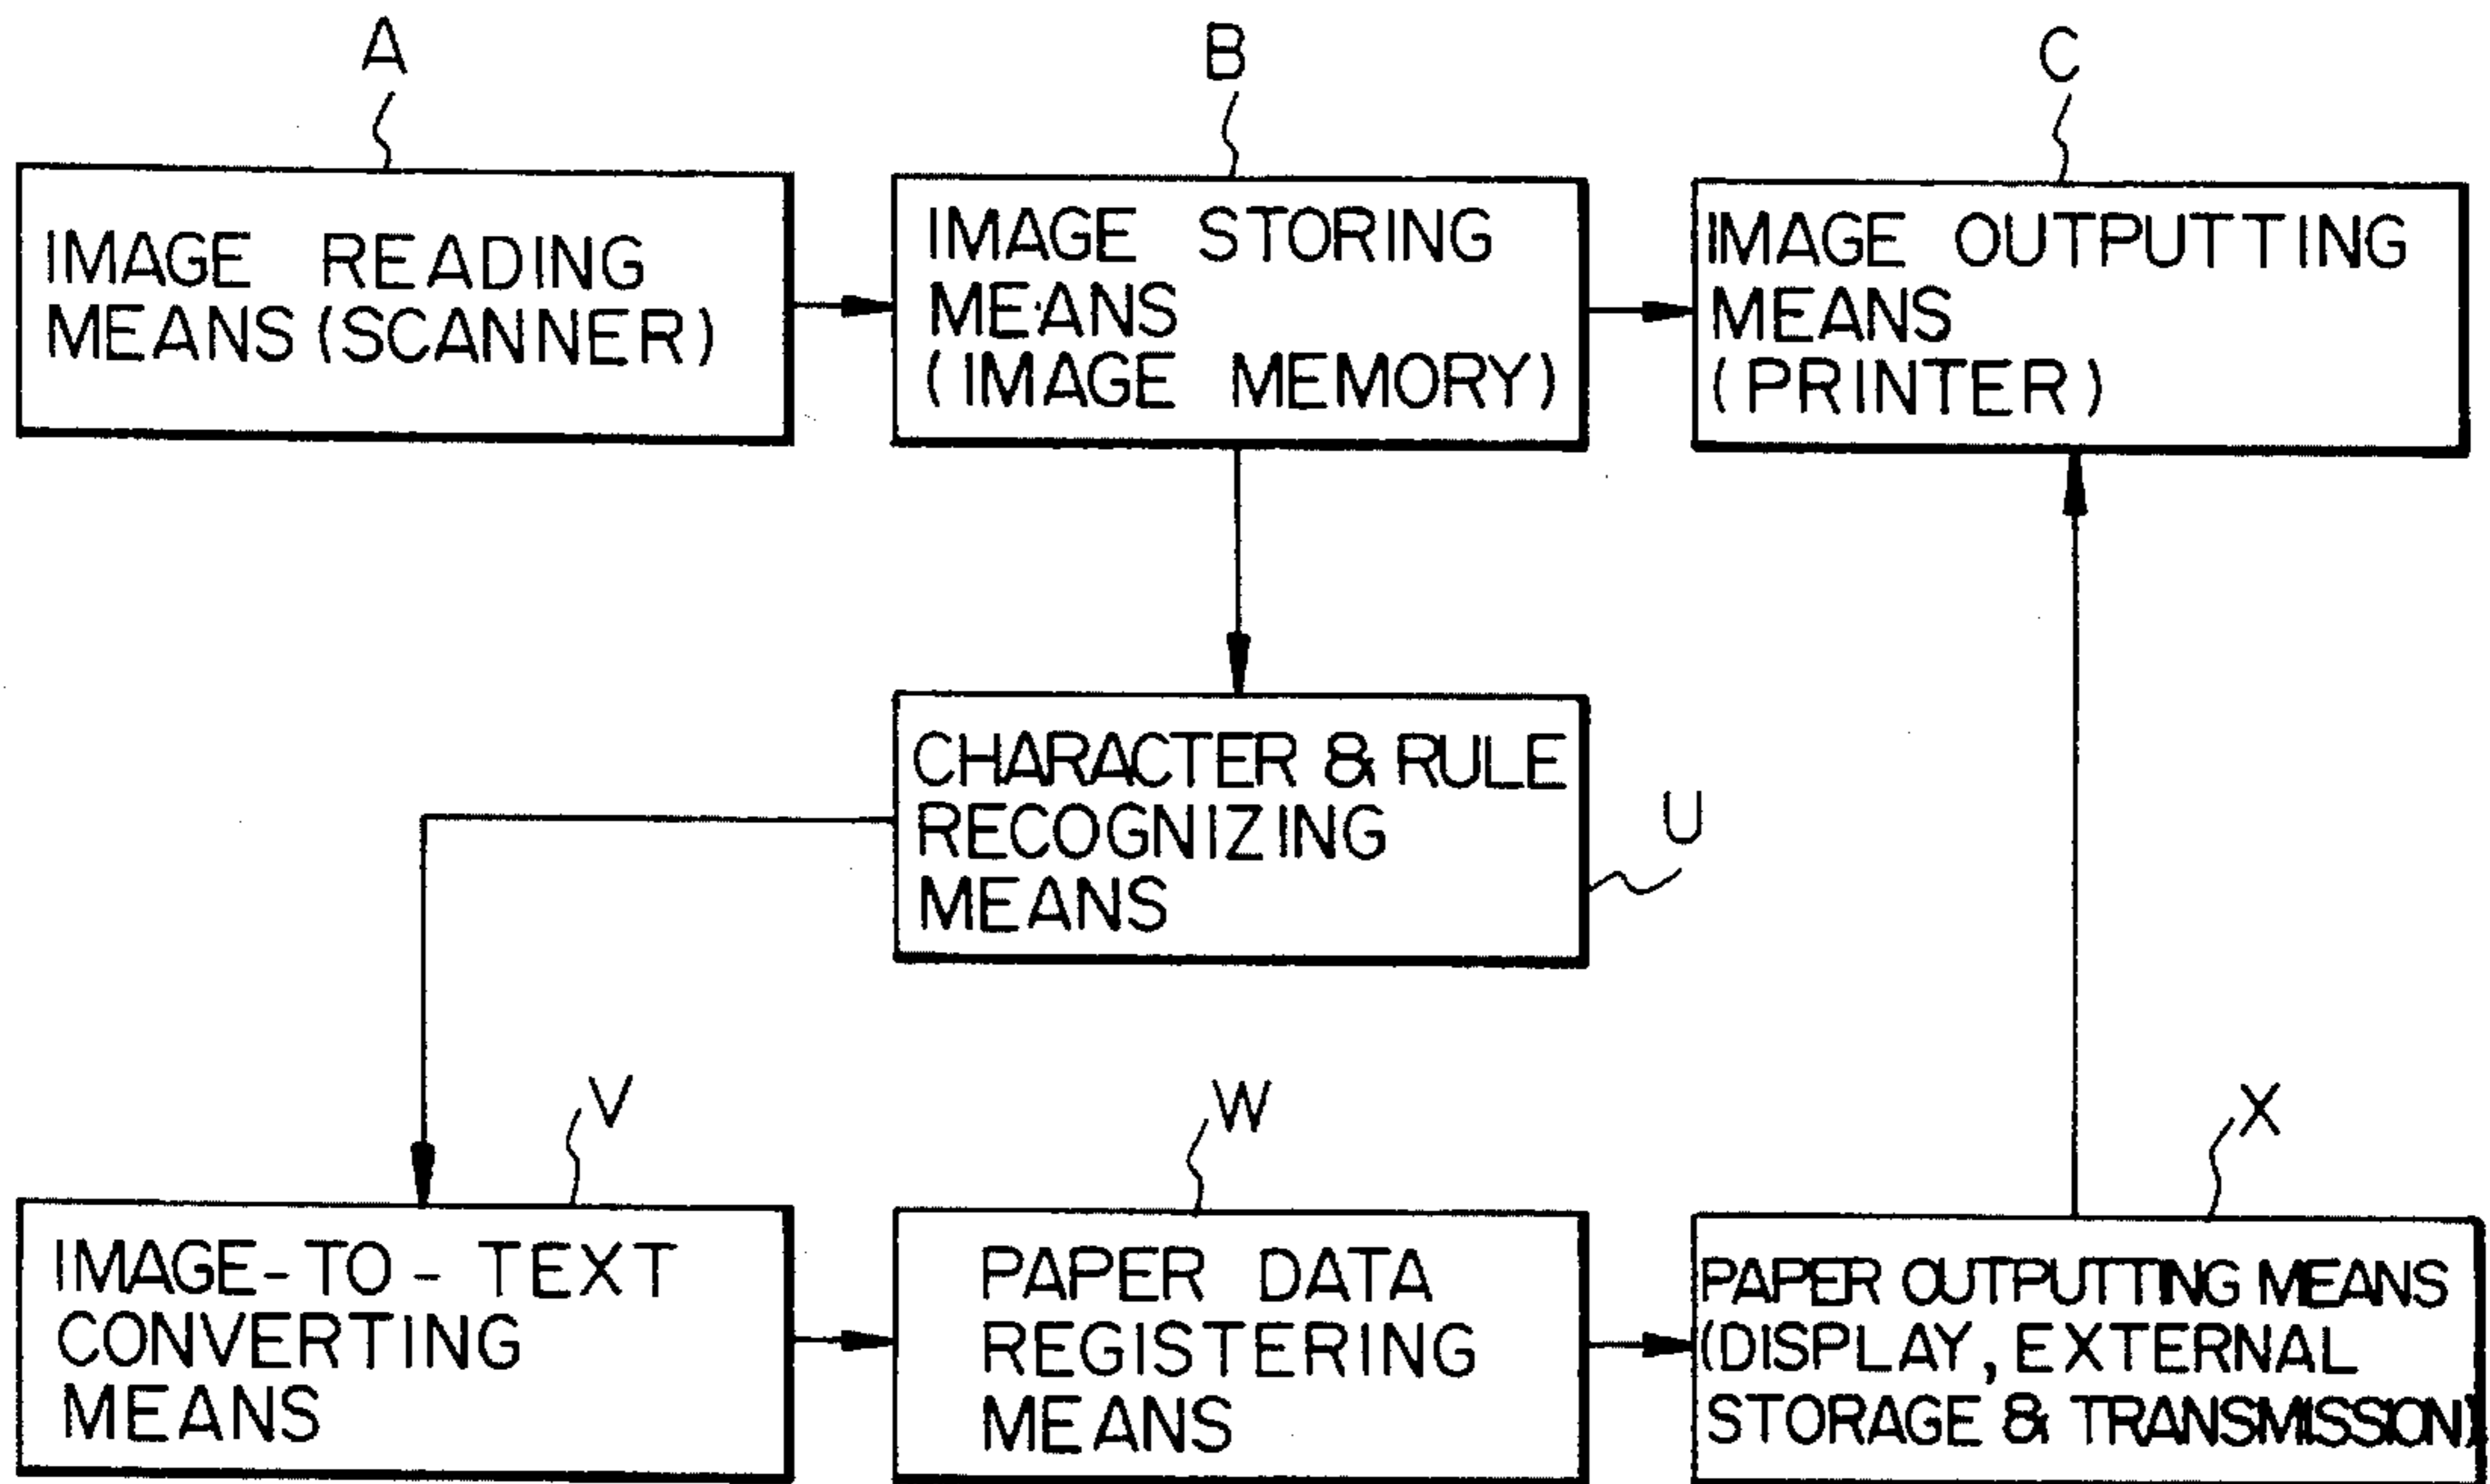 A
B
C
IMAGE READING
MEANS (SCANNER)
IMAGE STORING
MEANS
(IMAGE MEMORY)
IMAGE OUTPUTTING
MEANS
(PRINTER)
CHARACTER & RULE
RECOGNIZING
MEANS
U
V
W
X
IMAGE-TO-TEXT
CONVERTING
MEANS
PAPER DATA
REGISTERING
MEANS
PAPER OUTPUTTING MEANS
(DISPLAY, EXTERNAL
STORAGE & TRANSMISSION)